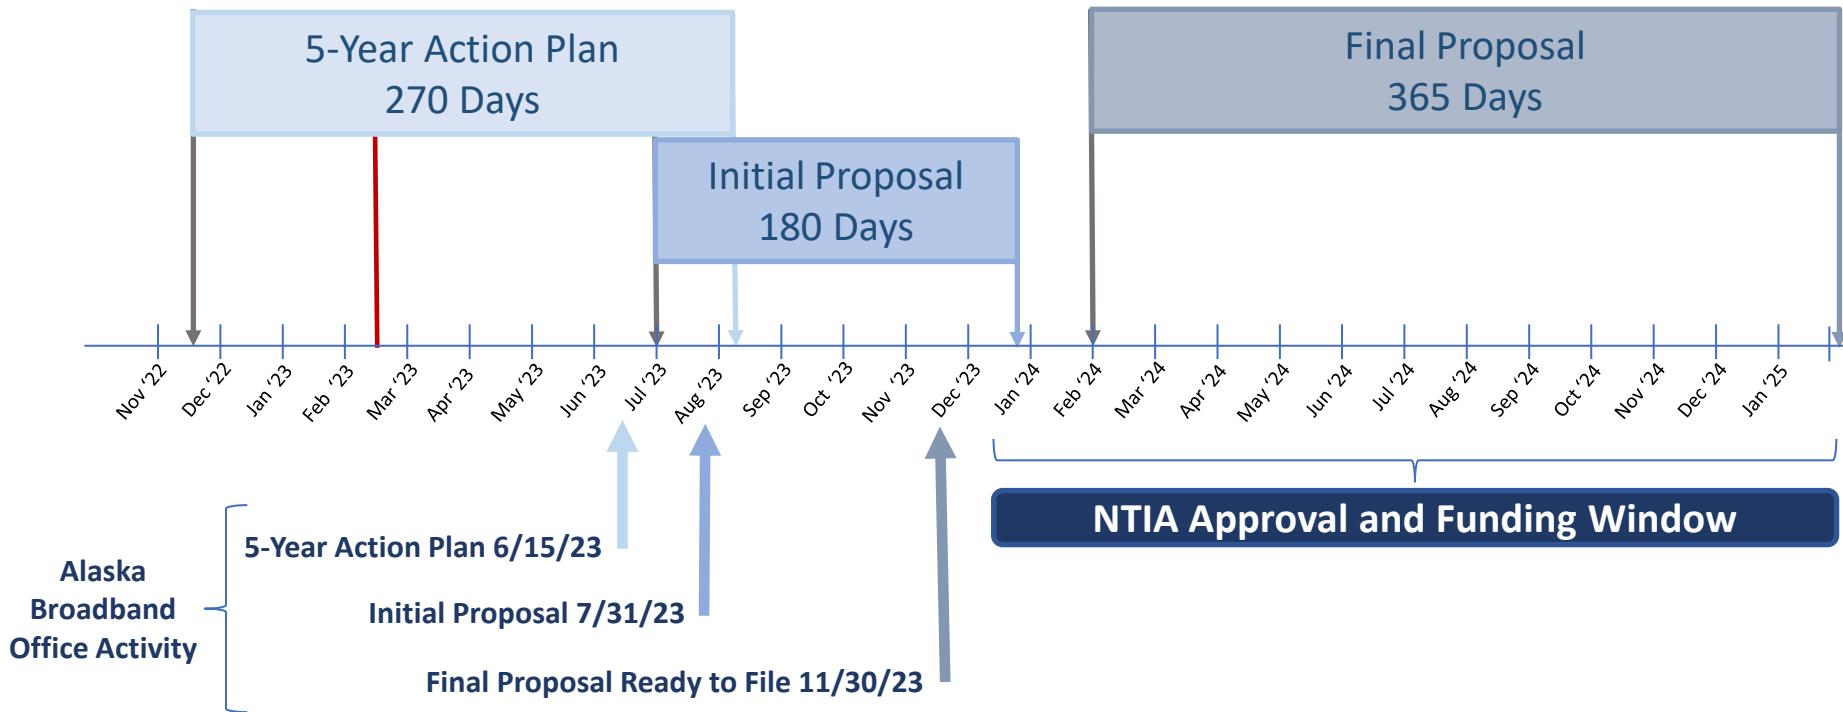 5-Year Action Plan
270 Days
Final Proposal
365 Days
Initial Proposal
180 Days
Nov ‘22
Dec ‘22
Jan ‘23
Feb ‘23
Mar ‘23
Apr ‘23
May ‘23
Jun ‘23
Jul ‘23
Aug ‘23
Sep ‘23
Oct ‘23
Nov ‘23
Dec ‘23
Jan ‘24
Feb ‘24
Mar ‘24
Apr ‘24
May ‘24
Jun ‘24
Jul ‘24
Aug ‘24
Sep ‘24
Oct ‘24
Nov ‘24
Dec ‘24
Jan ‘25
NTIA Approval and Funding Window
Alaska
Broadband
Office Activity
5-Year Action Plan 6/15/23
Initial Proposal 7/31/23
Final Proposal Ready to File 11/30/23